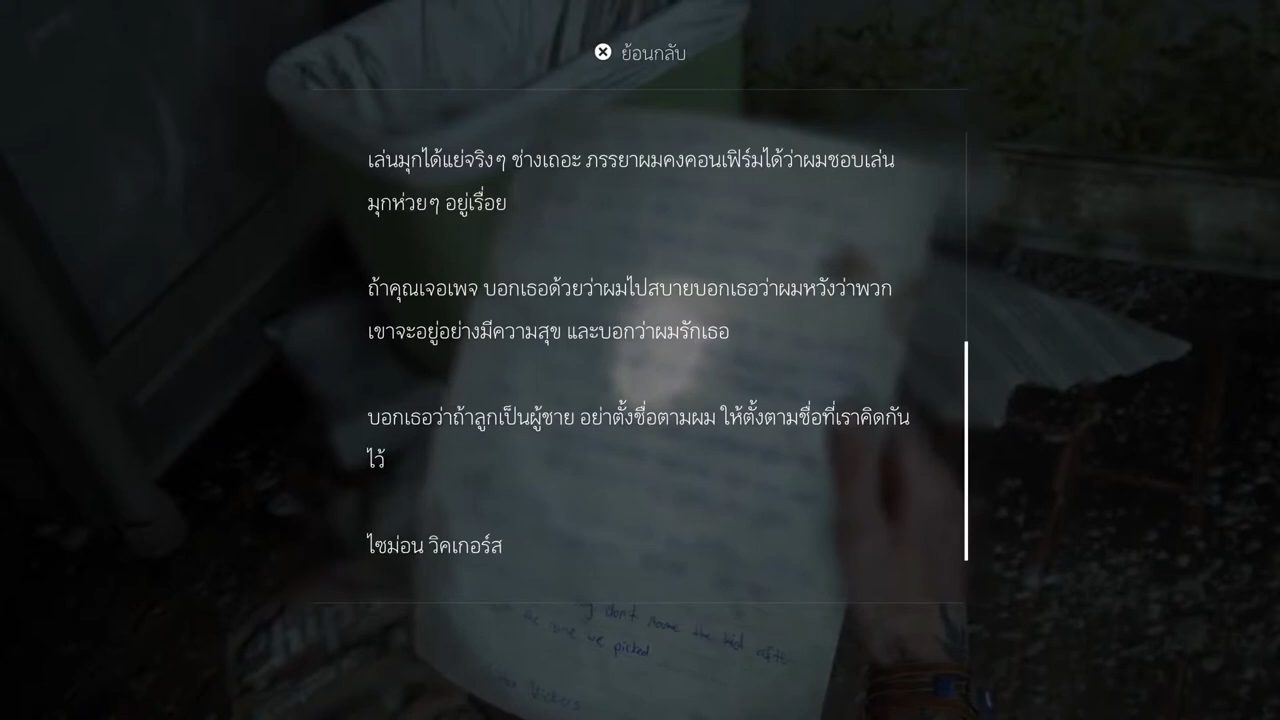 ย้อนกลับ
เล่นมุกได้แย่จริงๆ ช่างเถอะ ภรรยาผมคงคอนเฟิร์มได้ว่าผมชอบเล่น
มุกห่วยๆ อยู่เรื่อย
ถ้าคุณเจอเพจ บอกเธอด้วยว่าผมไปสบายบอกเธอว่าผมหวังว่าพวก
เขาจะอยู่อย่างมีความสุข และบอกว่าผมรักเธอ
บอกเธอว่าถ้าลูกเป็นผู้ชาย อย่าตั้งชื่อตามผม ให้ตั้งตามชื่อที่เราคิดกัน
ไว้
ไซม่อน วิคเกอร์ส
don't name the kid after
the one we picked
Vickers